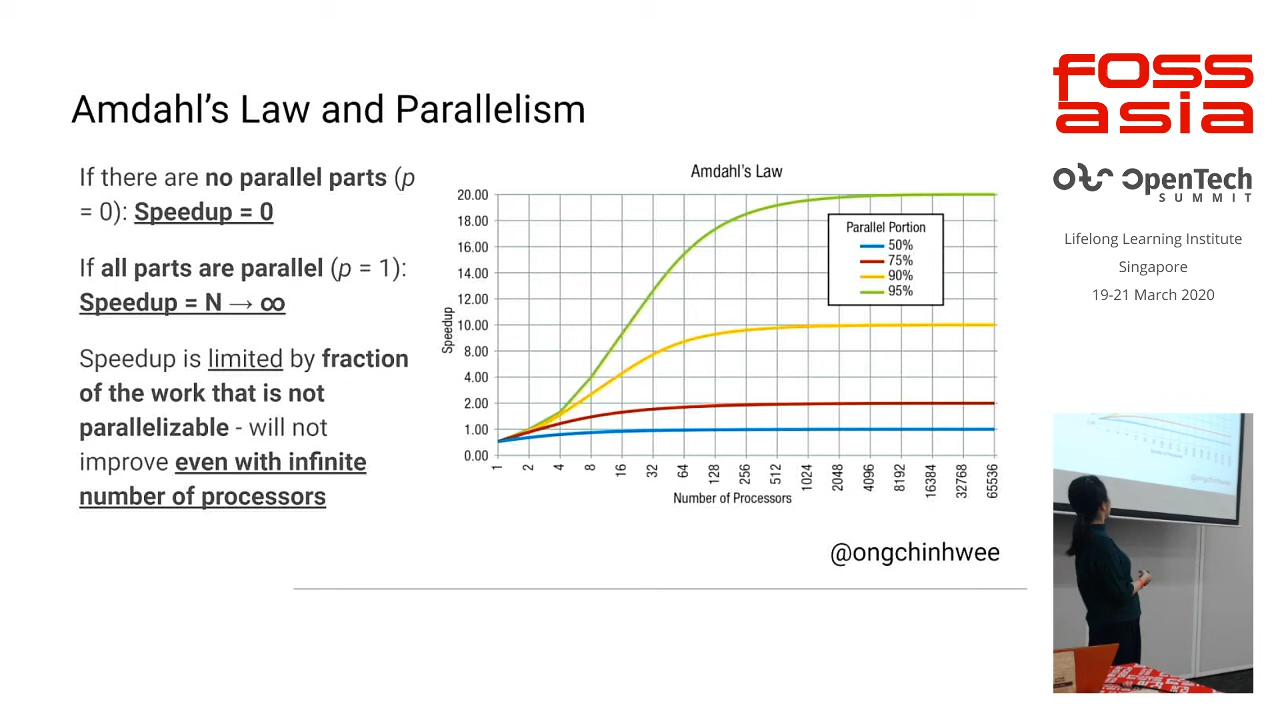 Amdahl’s Law and Parallelism
If there are no parallel parts (p
= 0): Speedup = 0
If all parts are parallel (p = 1):
Speedup = N → ∞
Speedup is limited by fraction
of the work that is not
parallelizable - will not
improve even with infinite
number of processors
Amdahl's Law
Speedup
20.00
18.00
16.00
14.00
12.00
10.00
8.00
4.00
2.00
1.00
0.00
Parallel Portion
50%
75%
90%
95%
1 2 4 8 16 32 64 128 256 512 1024 2048 4096 8192 16384 32768 65536
Number of Processors
@ongchinhwee
foss
asia
OpenTech
SUMMIT
Lifelong Learning Institute
Singapore
19-21 March 2020